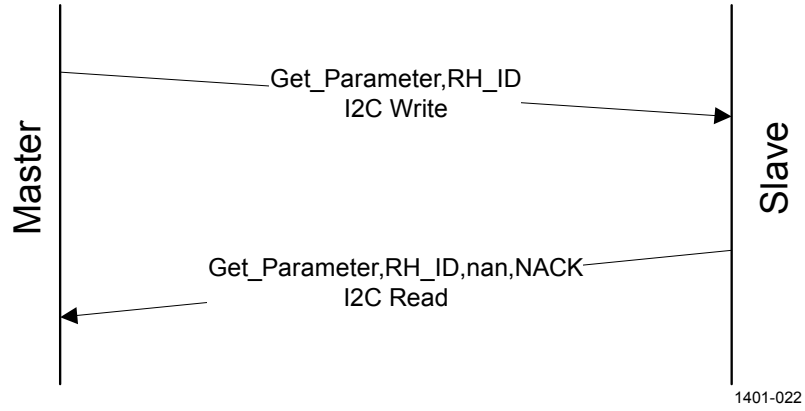 Get_Parameter,RH_ID
I2C Write
Master
Slave
Get_Parameter,RH_ID,nan,NACK
I2C Read
1401-022